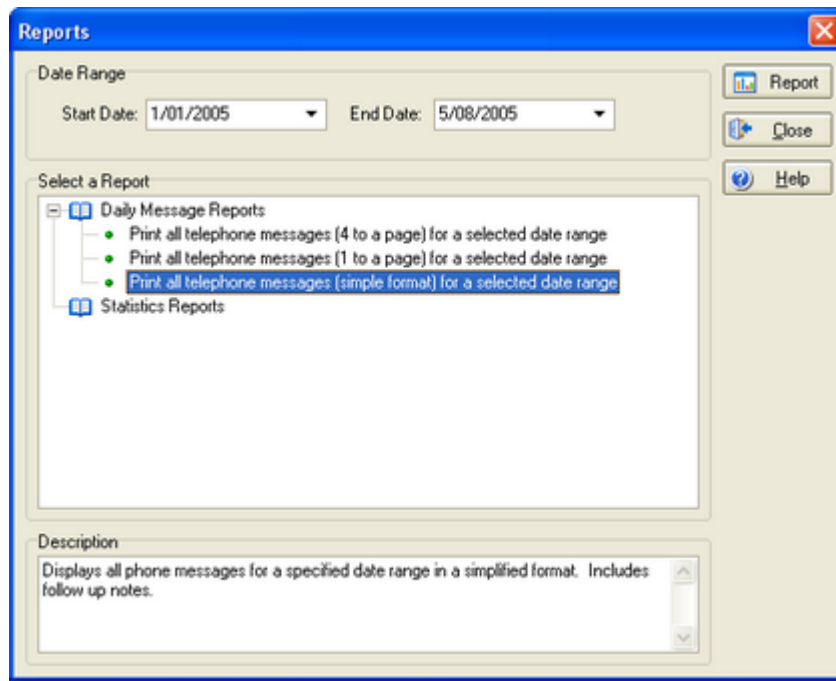 Reports
Date Range
Start Date: 1/01/2005 End Date: 5/08/2005
Report
Close
Help
Select a Report
Daily Message Reports
Print all telephone messages (4 to a page) for a selected date range
Print all telephone messages (1 to a page) for a selected date range
Print all telephone messages (simple format) for a selected date range
Statistics Reports
Description
Displays all phone messages for a specified date range in a simplified format. Includes
follow up notes.